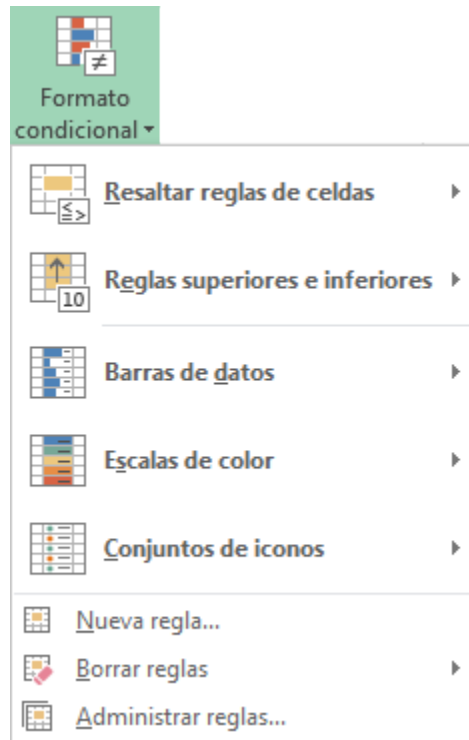 ≠
Formato
condicional
≤>
Resaltar reglas de celdas
10
Reglas superiores e inferiores
Barras de datos
Escalas de color
Conjuntos de iconos
Nueva regla...
Borrar reglas
Administrar reglas...